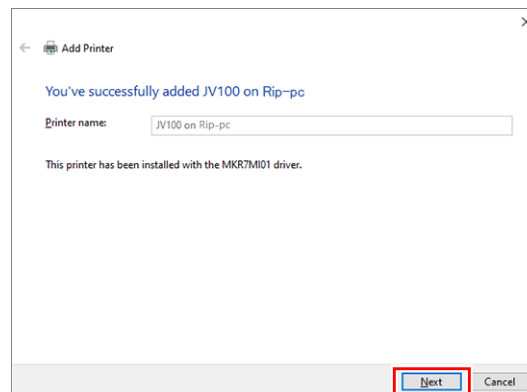 Add Printer
You've successfully added JV100 on Rip-pc
Printer name:
JV100 on Rip-pc
This printer has been installed with the MKR7MI01 driver.
Next
Cancel